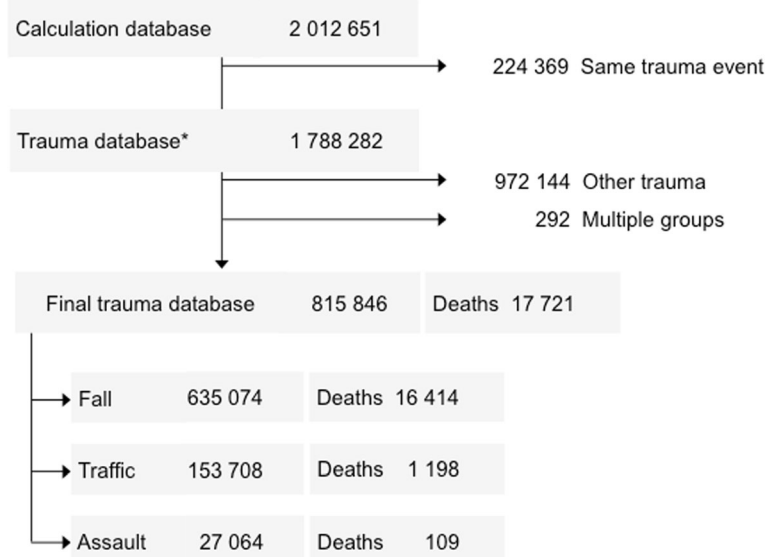 Calculation database 2 012 651
224 369 Same trauma event
Trauma database* 1 788 282
972 144 Other trauma
292 Multiple groups
Final trauma database 815 846 Deaths 17 721
Fall 635 074 Deaths 16 414
Traffic 153 708 Deaths 1 198
Assault 27 064 Deaths 109